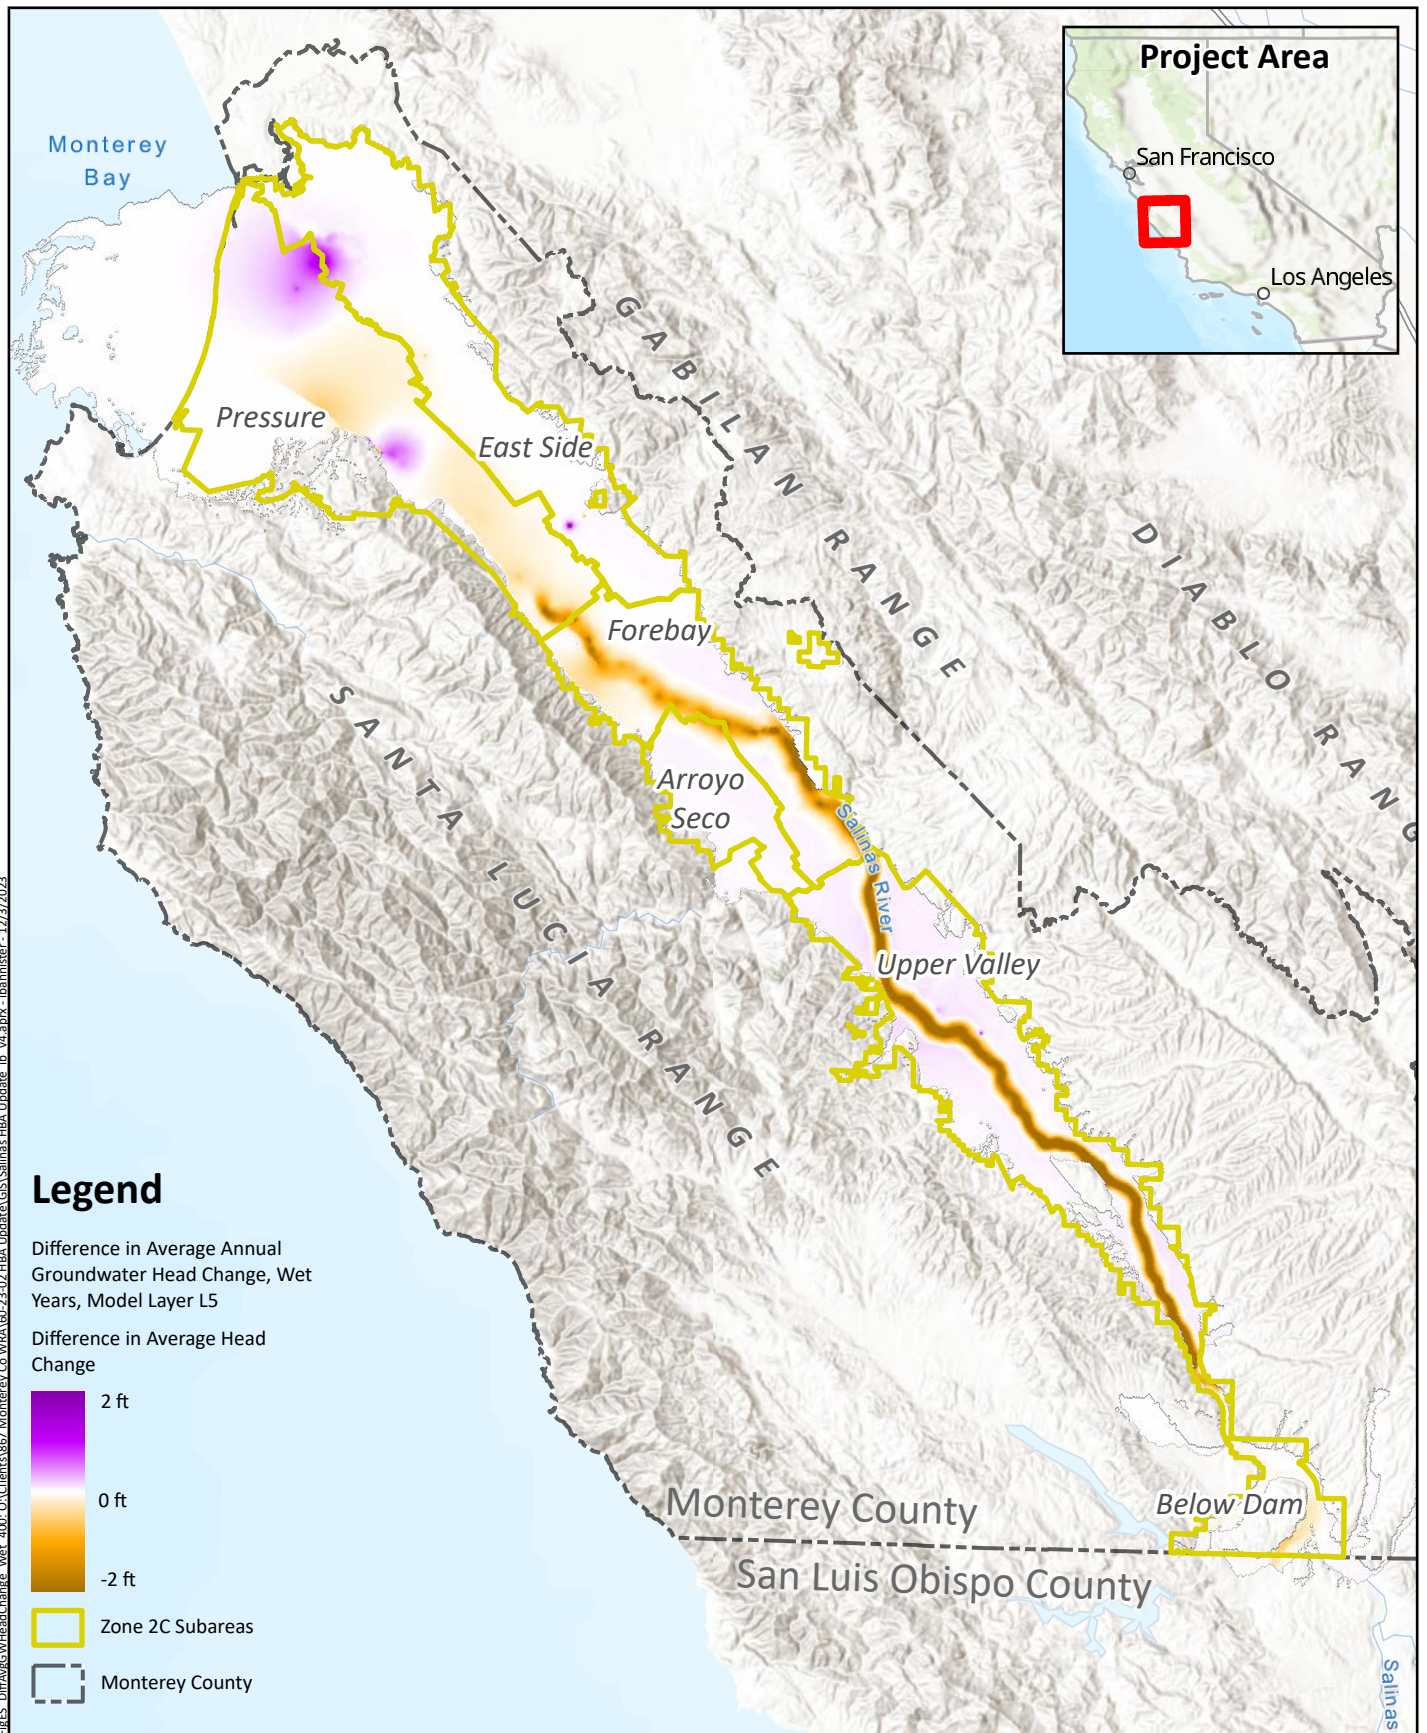 Project Area
San Francisco
Los Angeles
Monterey
Bay
GABILAN RANGE
DIABLO RANG
Pressure
East Side
Forebay
Arroyo
Seco
Salinas River
Upper Valley
SANTA LUCIA RANGE
Below Dam
Monterey County
San Luis Obispo County
Salinas
Legend
Difference in Average Annual
Groundwater Head Change, Wet
Years, Model Layer L5
Difference in Average Head
Change
2 ft
0 ft
-2 ft
Zone 2C Subareas
Monterey County